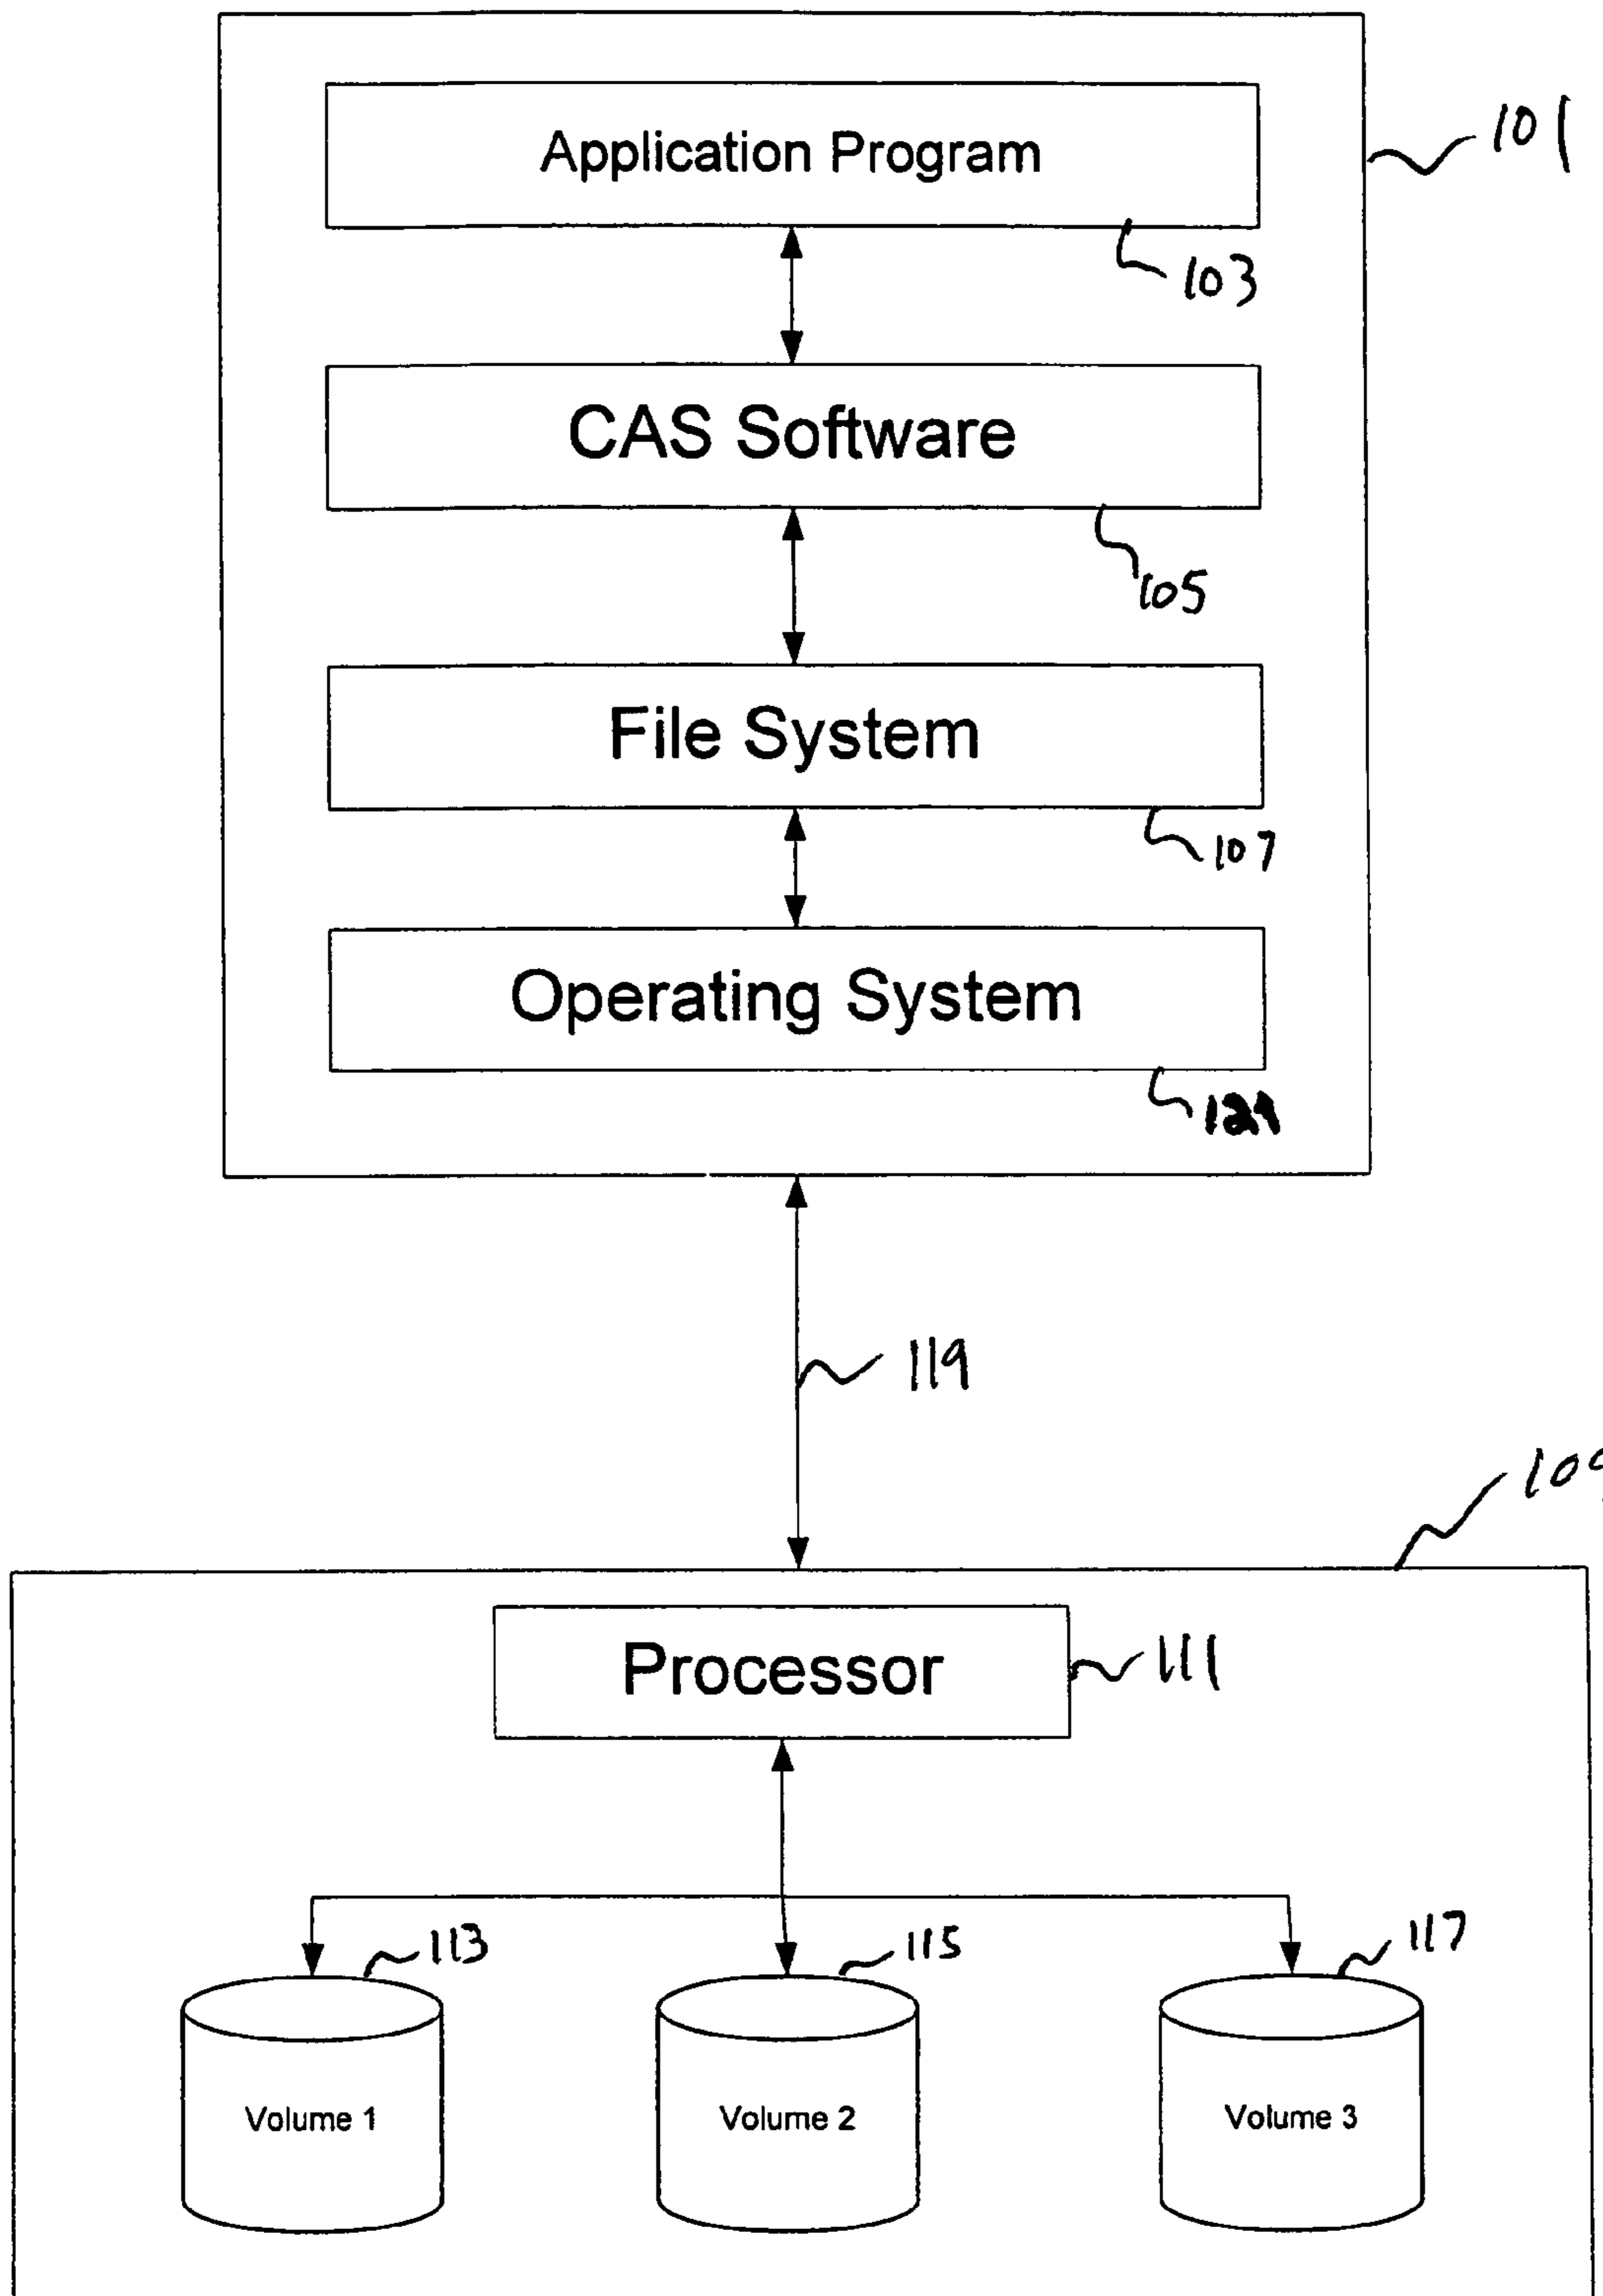 Application Program
101
103
CAS Software
105
File System
107
Operating System
119
109
Processor
111
113
115
117
Volume 1
Volume 2
Volume 3